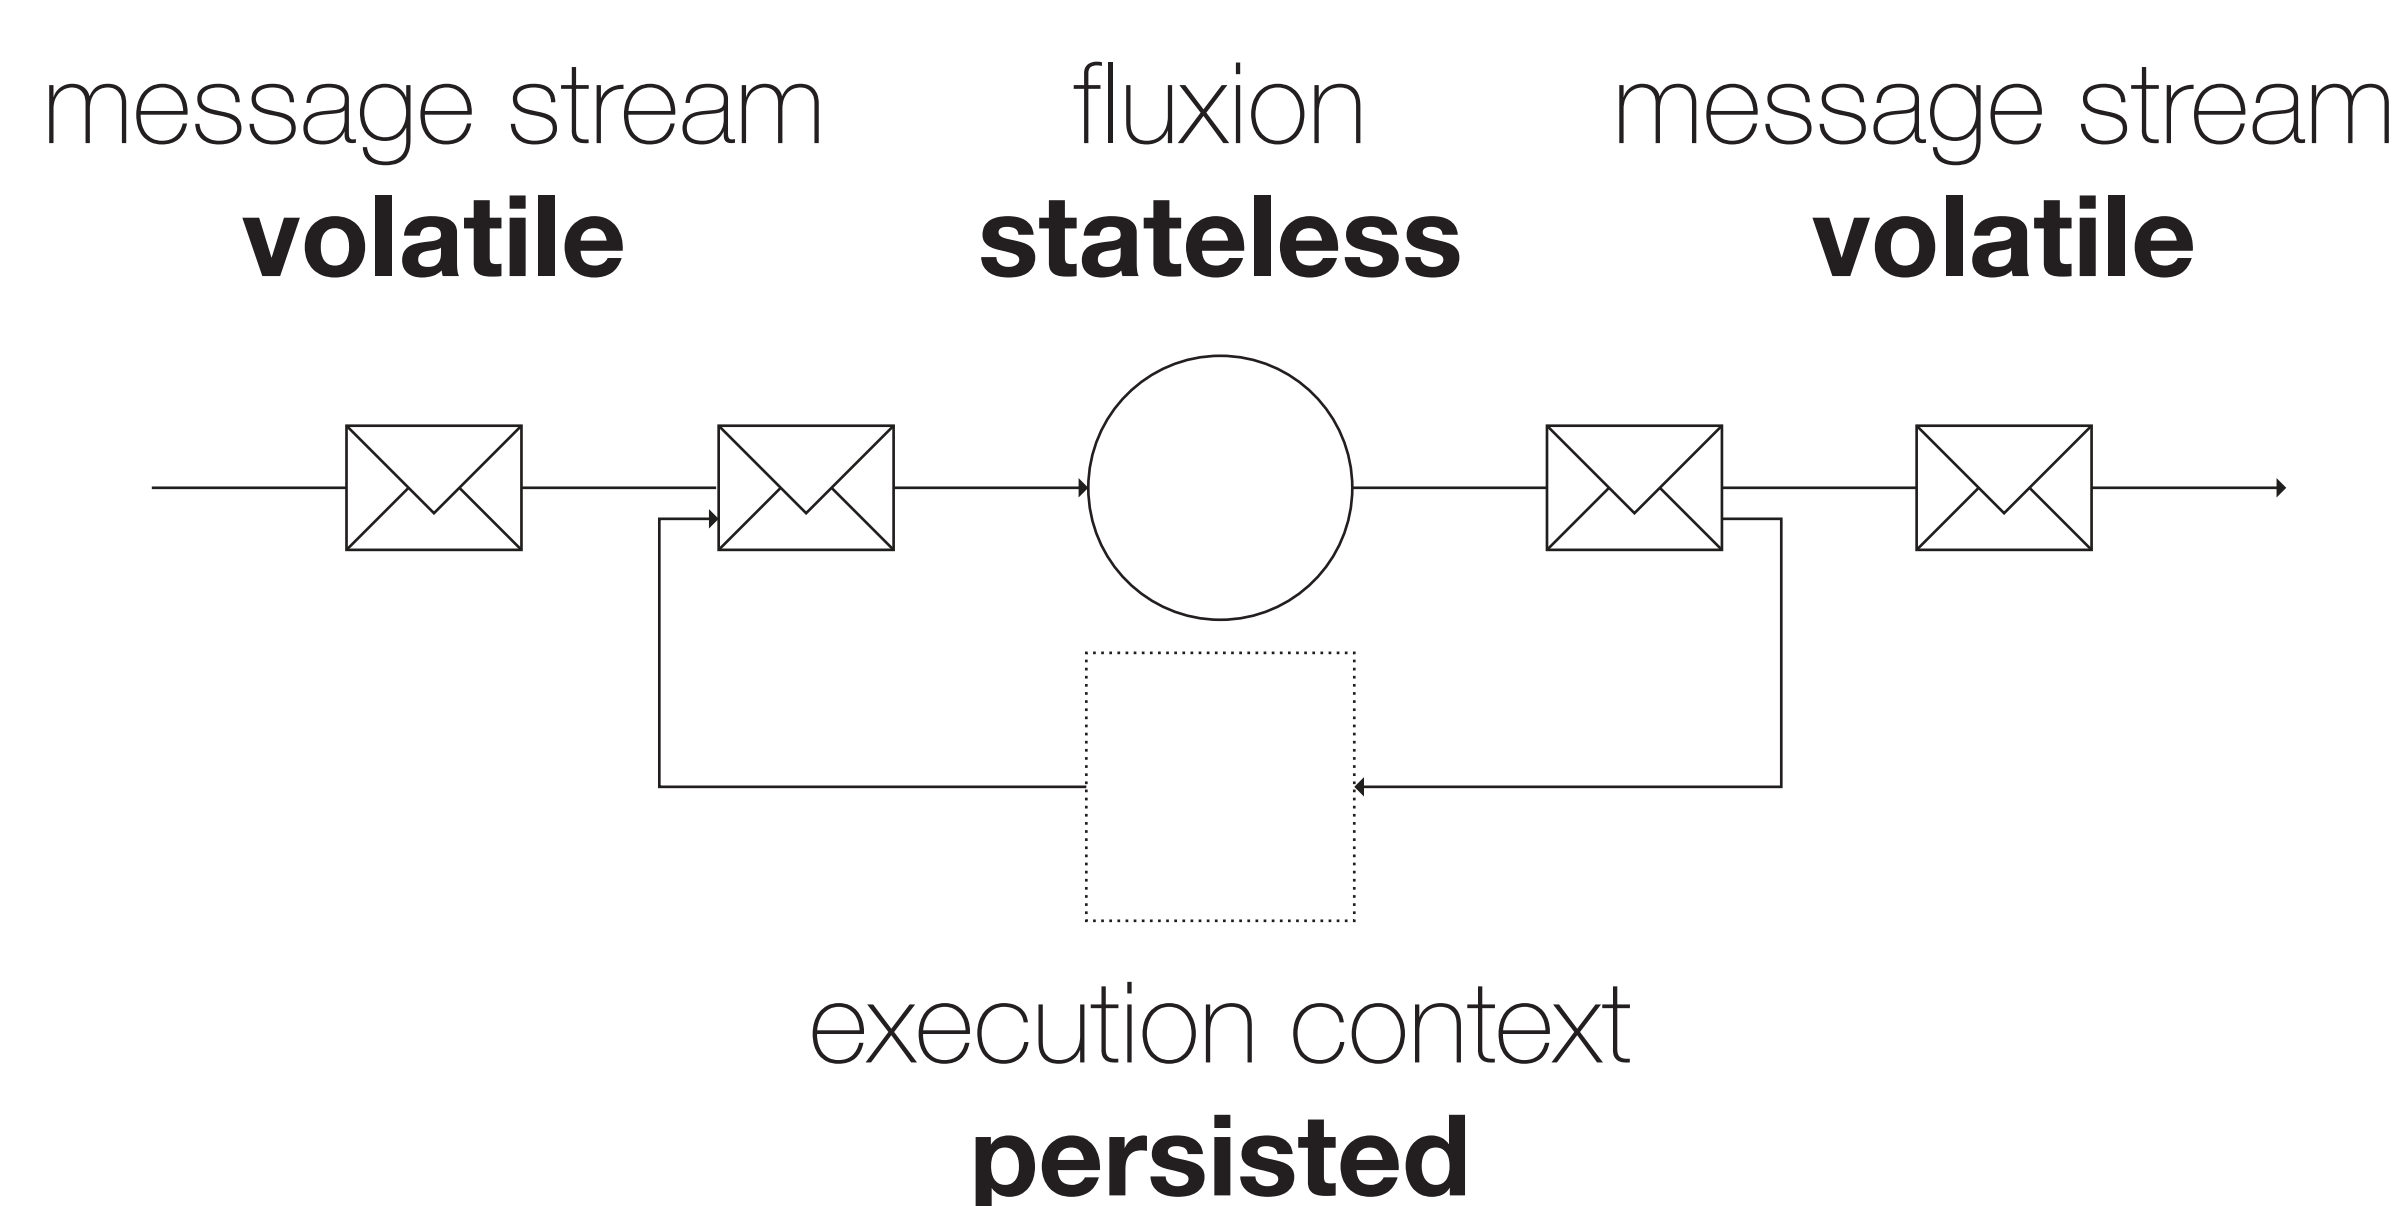 message stream
volatile
fluxion
stateless
message stream
volatile
execution context
persisted